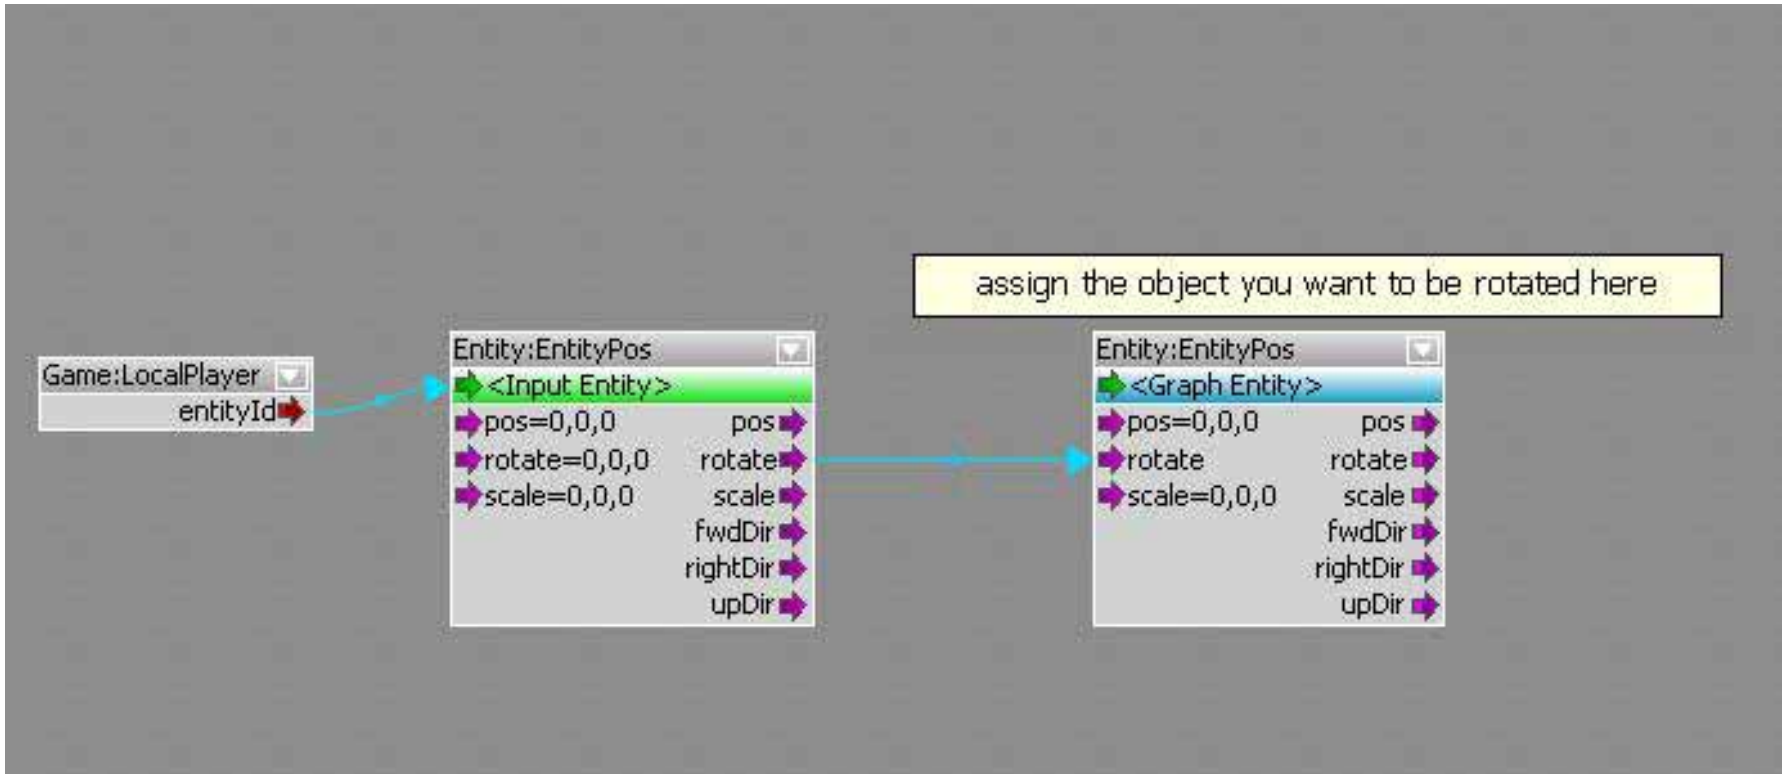 assign the object you want to be rotated here
Game:LocalPlayer
entityId
Entity:EntityPos
<Input Entity>
pos=0,0,0 pos
rotate=0,0,0 rotate
scale=0,0,0 scale
fwdDir
rightDir
upDir
Entity:EntityPos
<Graph Entity>
pos=0,0,0 pos
rotate rotate
scale=0,0,0 scale
fwdDir
rightDir
upDir